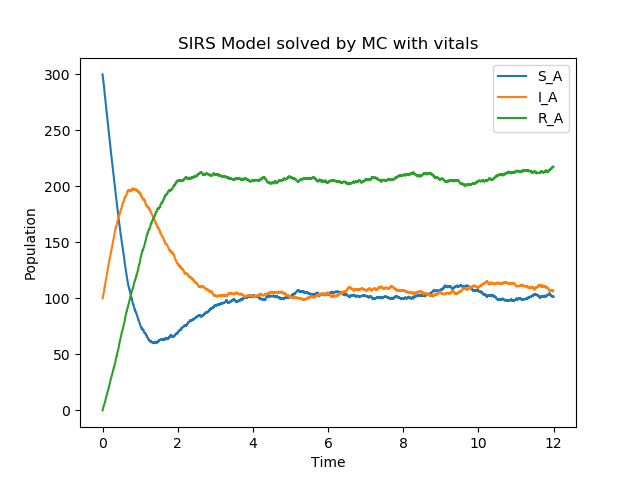 SIRS Model solved by MC with vitals
S_A
I_A
R_A
Population
300
250
200
150
100
50
0
0 2 4 6 8 10 12
Time